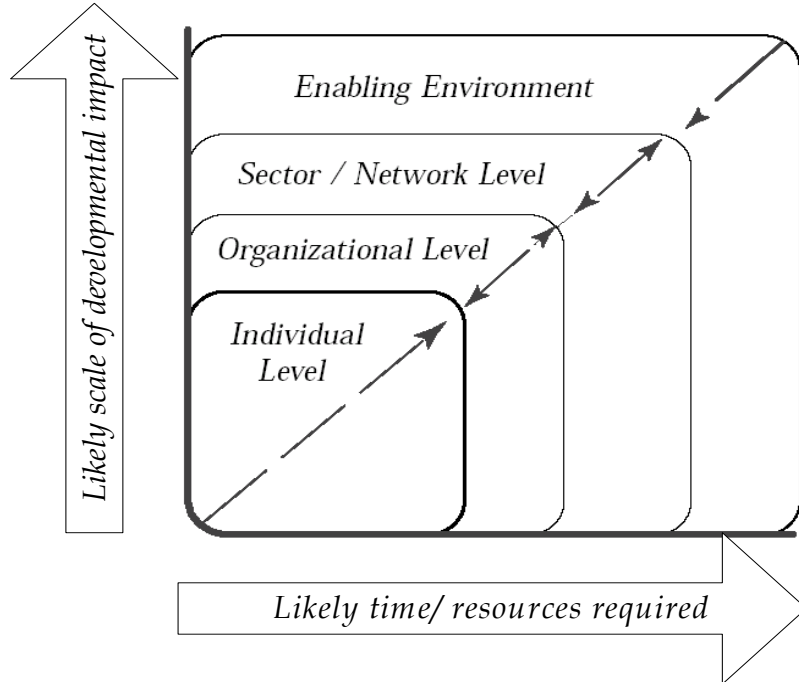 Likely scale of developmental impact
Enabling Environment
Sector / Network Level
Organizational Level
Individual
Level
Likely time/ resources required